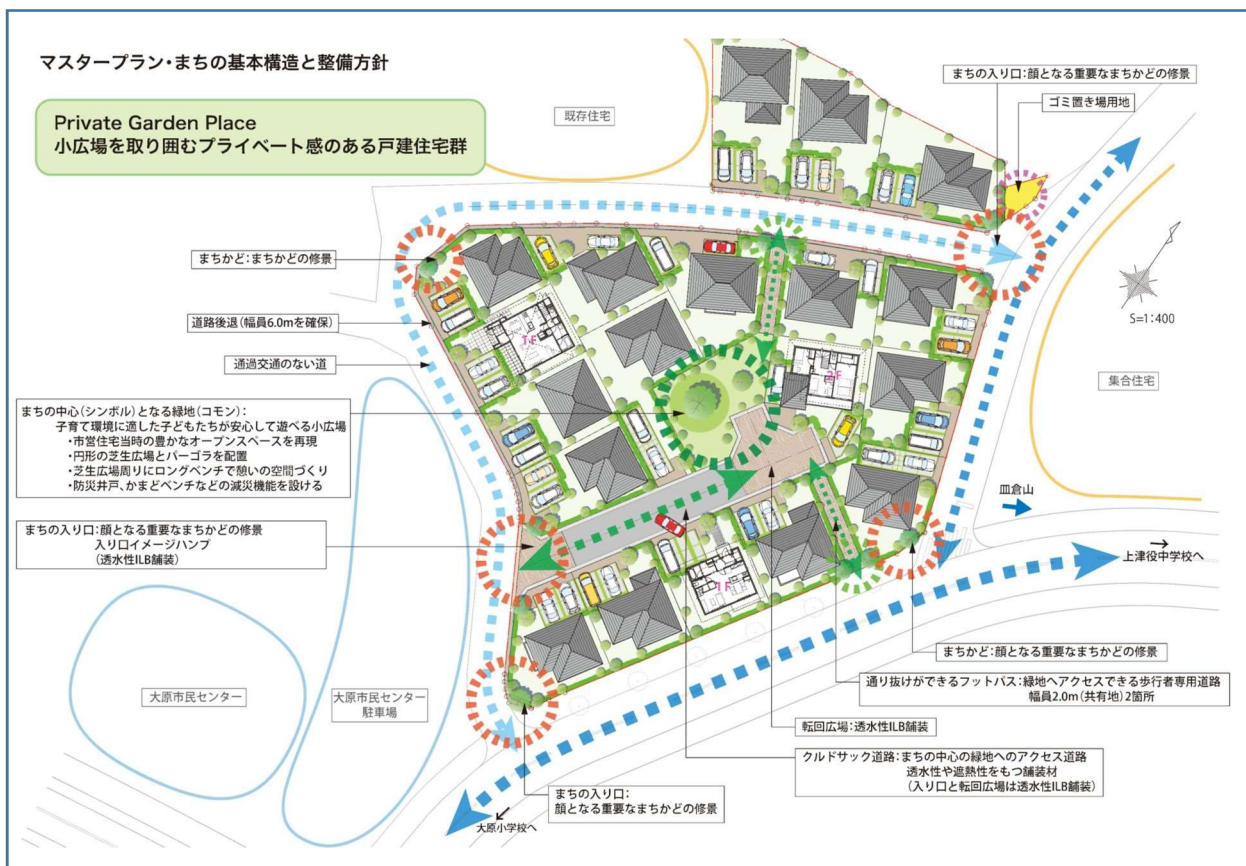 マスタープラン・まちの基本構造と整備方針
Private Garden Place
小広場を取り囲むプライベート感のある戸建住宅群
既存住宅
まちの入り口：顔となる重要なまちかどの修景
ゴミ置き場用地
まちかど：まちかどの修景
道路後退（幅員6.0mを確保）
通過交通のない道
S=1：400
集合住宅
1F
2F
まちの中心（シンボル）となる緑地（コモン）：
子育て環境に適した子どもたちが安心して遊べる小広場
・市営住宅当時の豊かなオープンスペースを再現
・円形の芝生広場とパーゴラを配置
・芝生広場周りにロングベンチで憩いの空間づくり
・防災井戸、かまどベンチなどの減災機能を設ける
皿倉山
まちの入り口：顔となる重要なまちかどの修景
入り口イメージハンプ
（透水性ILB舗装）
上津役中学校へ
1F
まちかど：顔となる重要なまちかどの修景
通り抜けができるフットパス：緑地へアクセスできる歩行者専用道路
幅員2.0m（共有地）2箇所
大原市民センター
大原市民センター
駐車場
転回広場：透水性ILB舗装
クルドサック道路：まちの中心の緑地へのアクセス道路
透水性や遮熱性をもつ舗装材
（入り口と転回広場は透水性ILB舗装）
まちの入り口：
顔となる重要なまちかどの修景
大原小学校へ